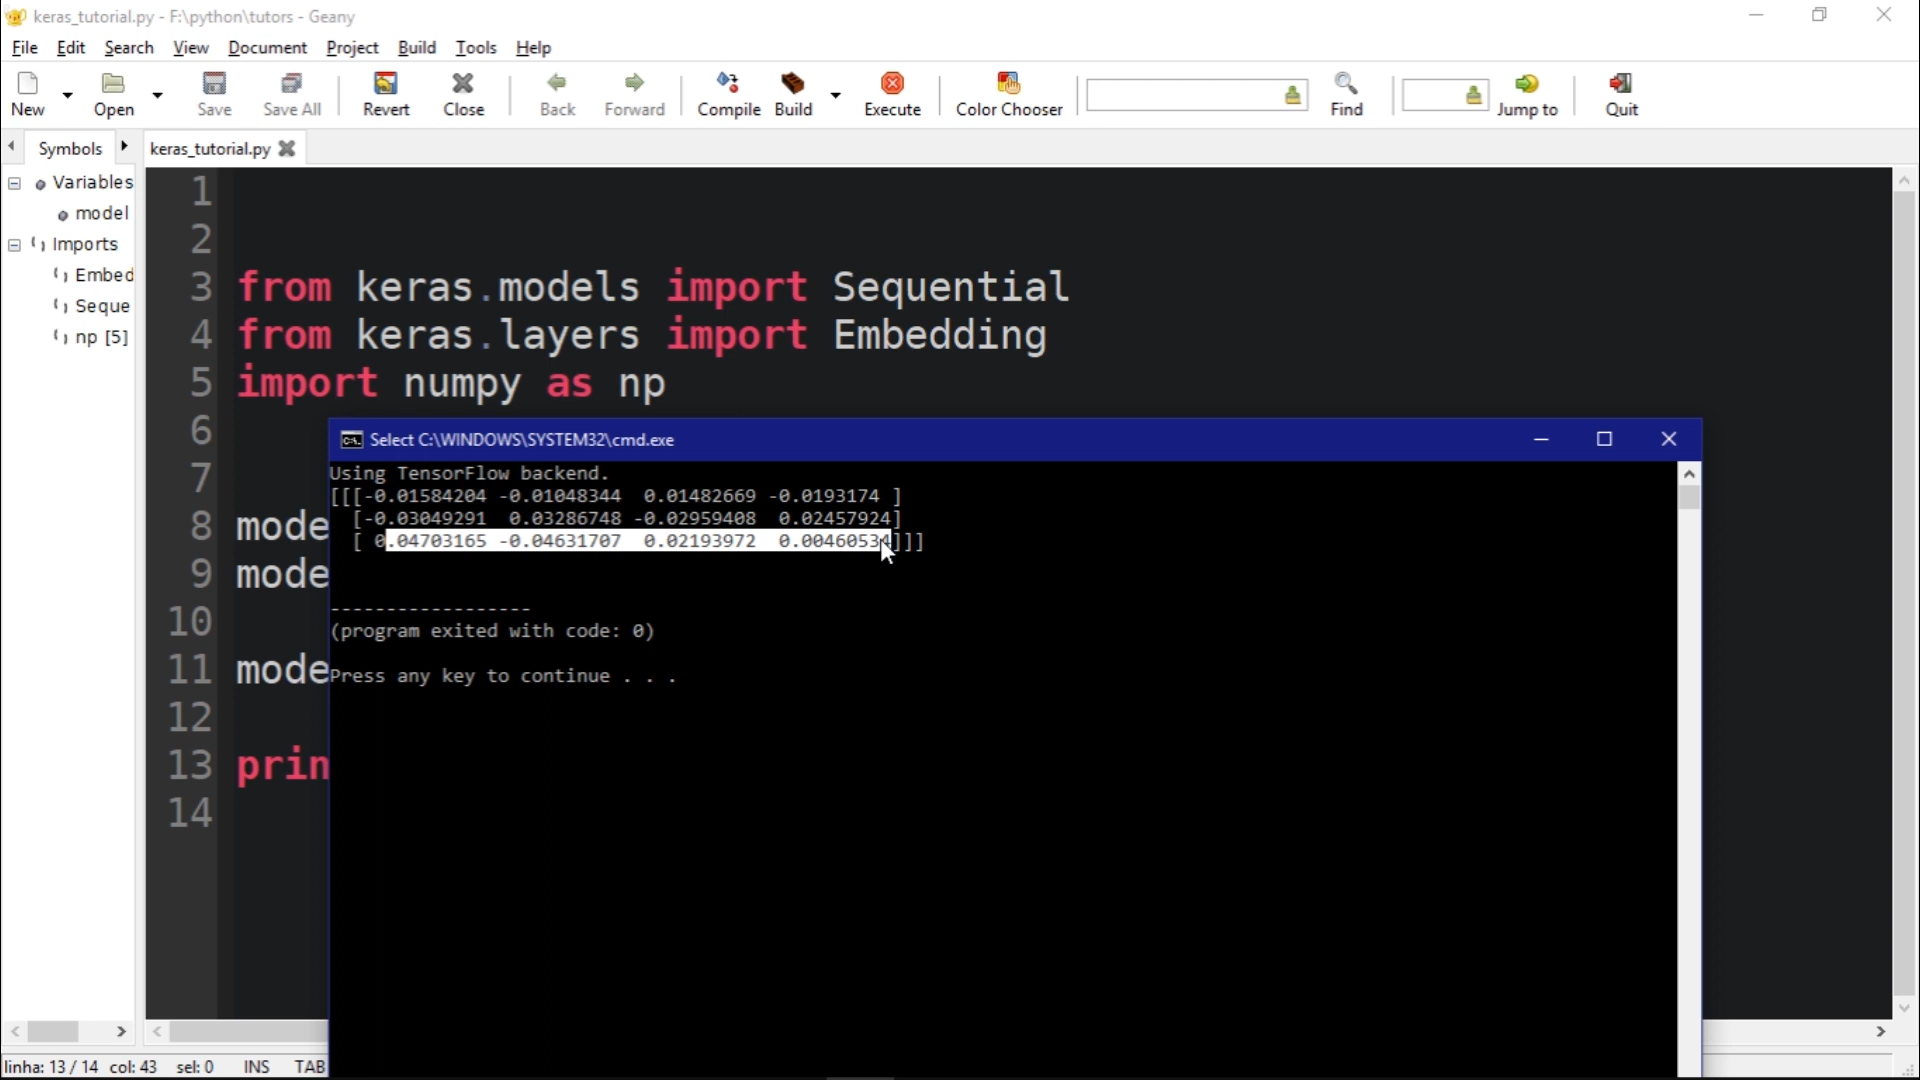 keras_tutorial.py - F:\python\tutors - Geany
File Edit Search View Document Project Build Tools Help
New Open Save Save All Revert Close Back Forward Compile Build Execute Color Chooser Find Jump to Quit
Symbols keras_tutorial.py
Variables
model
Imports
Embed
Seque
np [5]
1
2
3 from keras.models import Sequential
4 from keras.layers import Embedding
5 import numpy as np
6
7
8 mode
9 mode
10
11 mode
12
13 prin
14
Select C:\WINDOWS\SYSTEM32\cmd.exe
Using TensorFlow backend.
[[[-0.01584204 -0.01048344  0.01482669 -0.0193174 ]
[-0.03049291  0.03286748 -0.02959408  0.02457924]
[ 0.04703165 -0.04631707  0.02193972  0.00460534]]]
------------------
(program exited with code: 0)
Press any key to continue . . .
linha: 13 / 14 col: 43 sel: 0 INS TAB